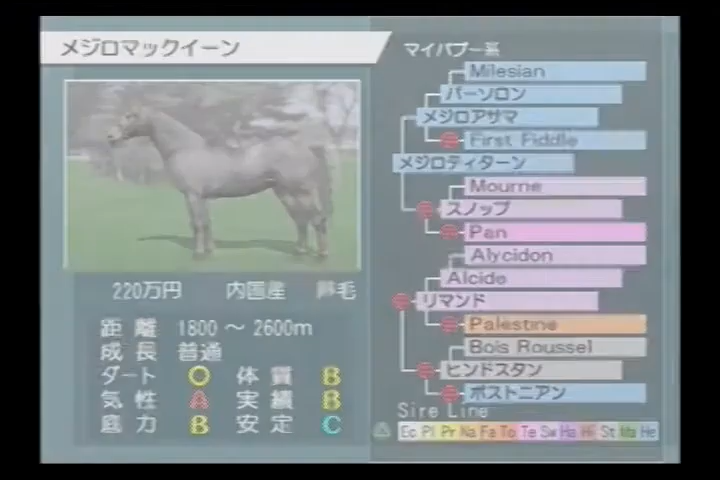 メジロマックイーン
220万円 内国産 芦毛
距離 1800 ～ 2600m
成長 普通
ダート ○ 体質 B
気性 A 実績 B
底力 B 安定 C
マイバブー系
Milesian
パーソロン
メジロアサマ
First Fiddle
メジロティターン
Mourne
スノッブ
Pan
Alycidon
Alcide
リマンド
Palestine
Bois Roussel
ヒンドスタン
ボストニアン
Sire Line
Ec Pl Pr Na Fa To Te Sw Ha Hi St Ma He